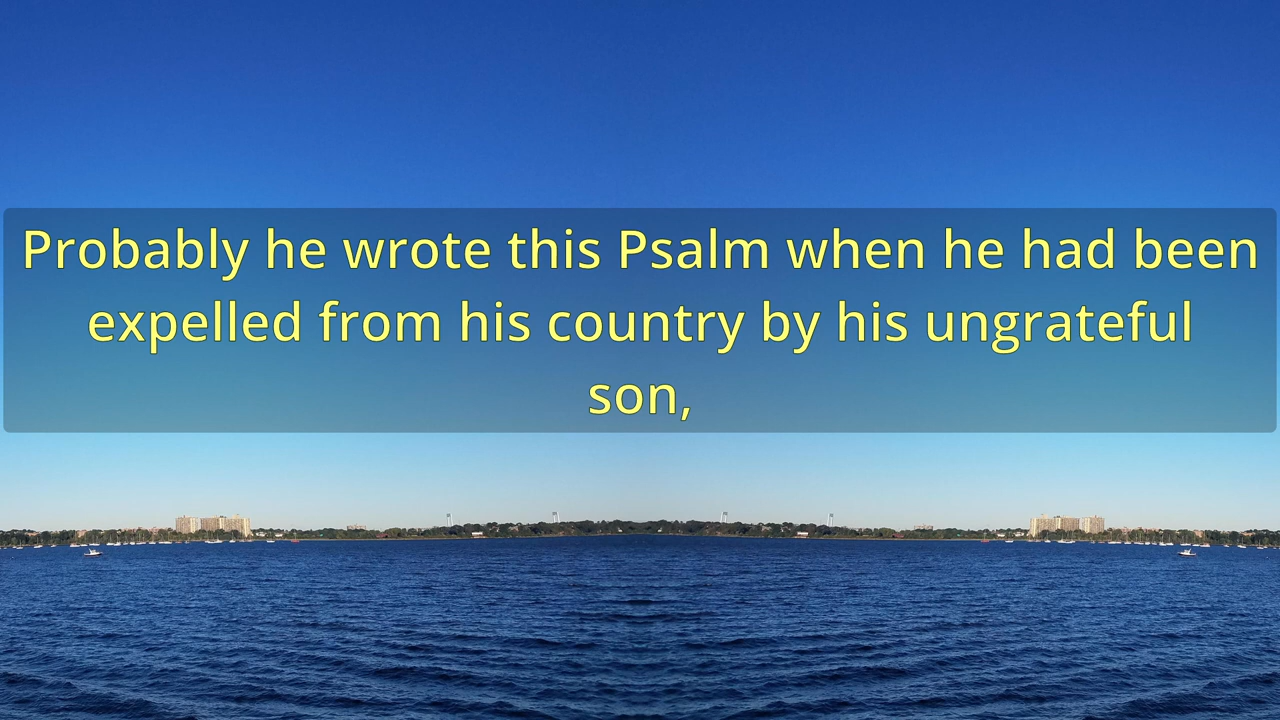 Probably he wrote this Psalm when he had been
expelled from his country by his ungrateful
son,